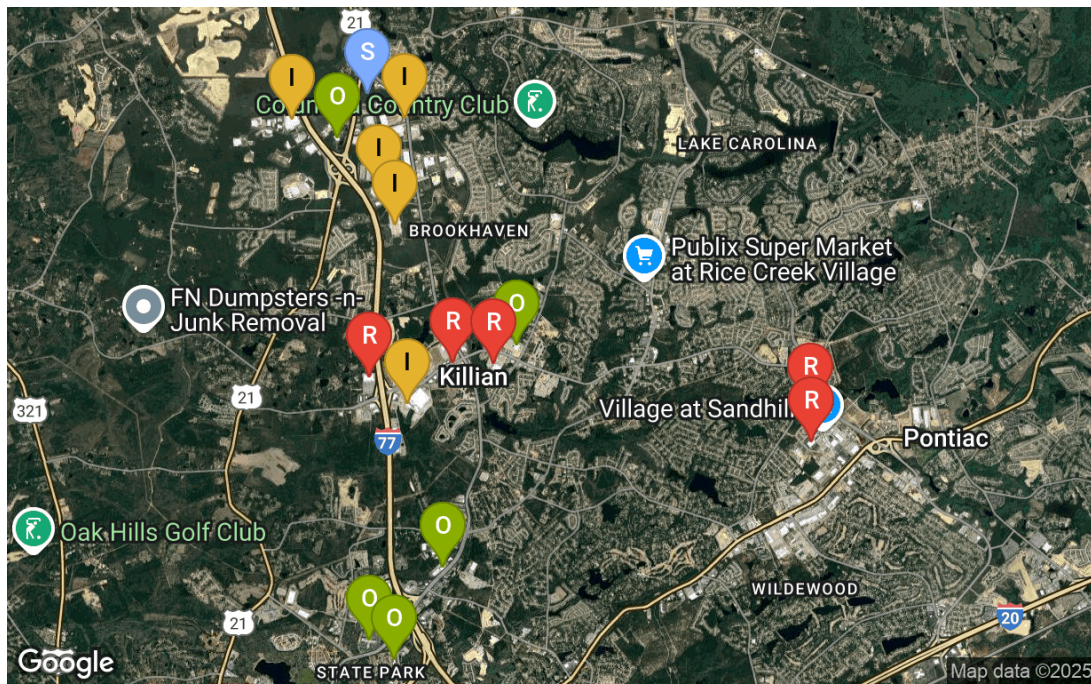 21
S
I
I
O
Columbia Country Club
LAKE CAROLINA
I
I
BROOKHAVEN
Publix Super Market
at Rice Creek Village
FN Dumpsters -n-
Junk Removal
O
R
R
R
I
Killian
R
R
Village at Sandhill
321
21
77
Pontiac
Oak Hills Golf Club
O
WILDEWOOD
O
O
21
20
STATE PARK
Google
Map data ©2025